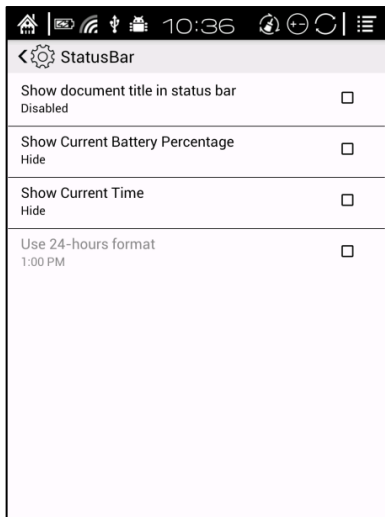 10:36
StatusBar
Show document title in status bar
Disabled
Show Current Battery Percentage
Hide
Show Current Time
Hide
Use 24-hours format
1:00 PM